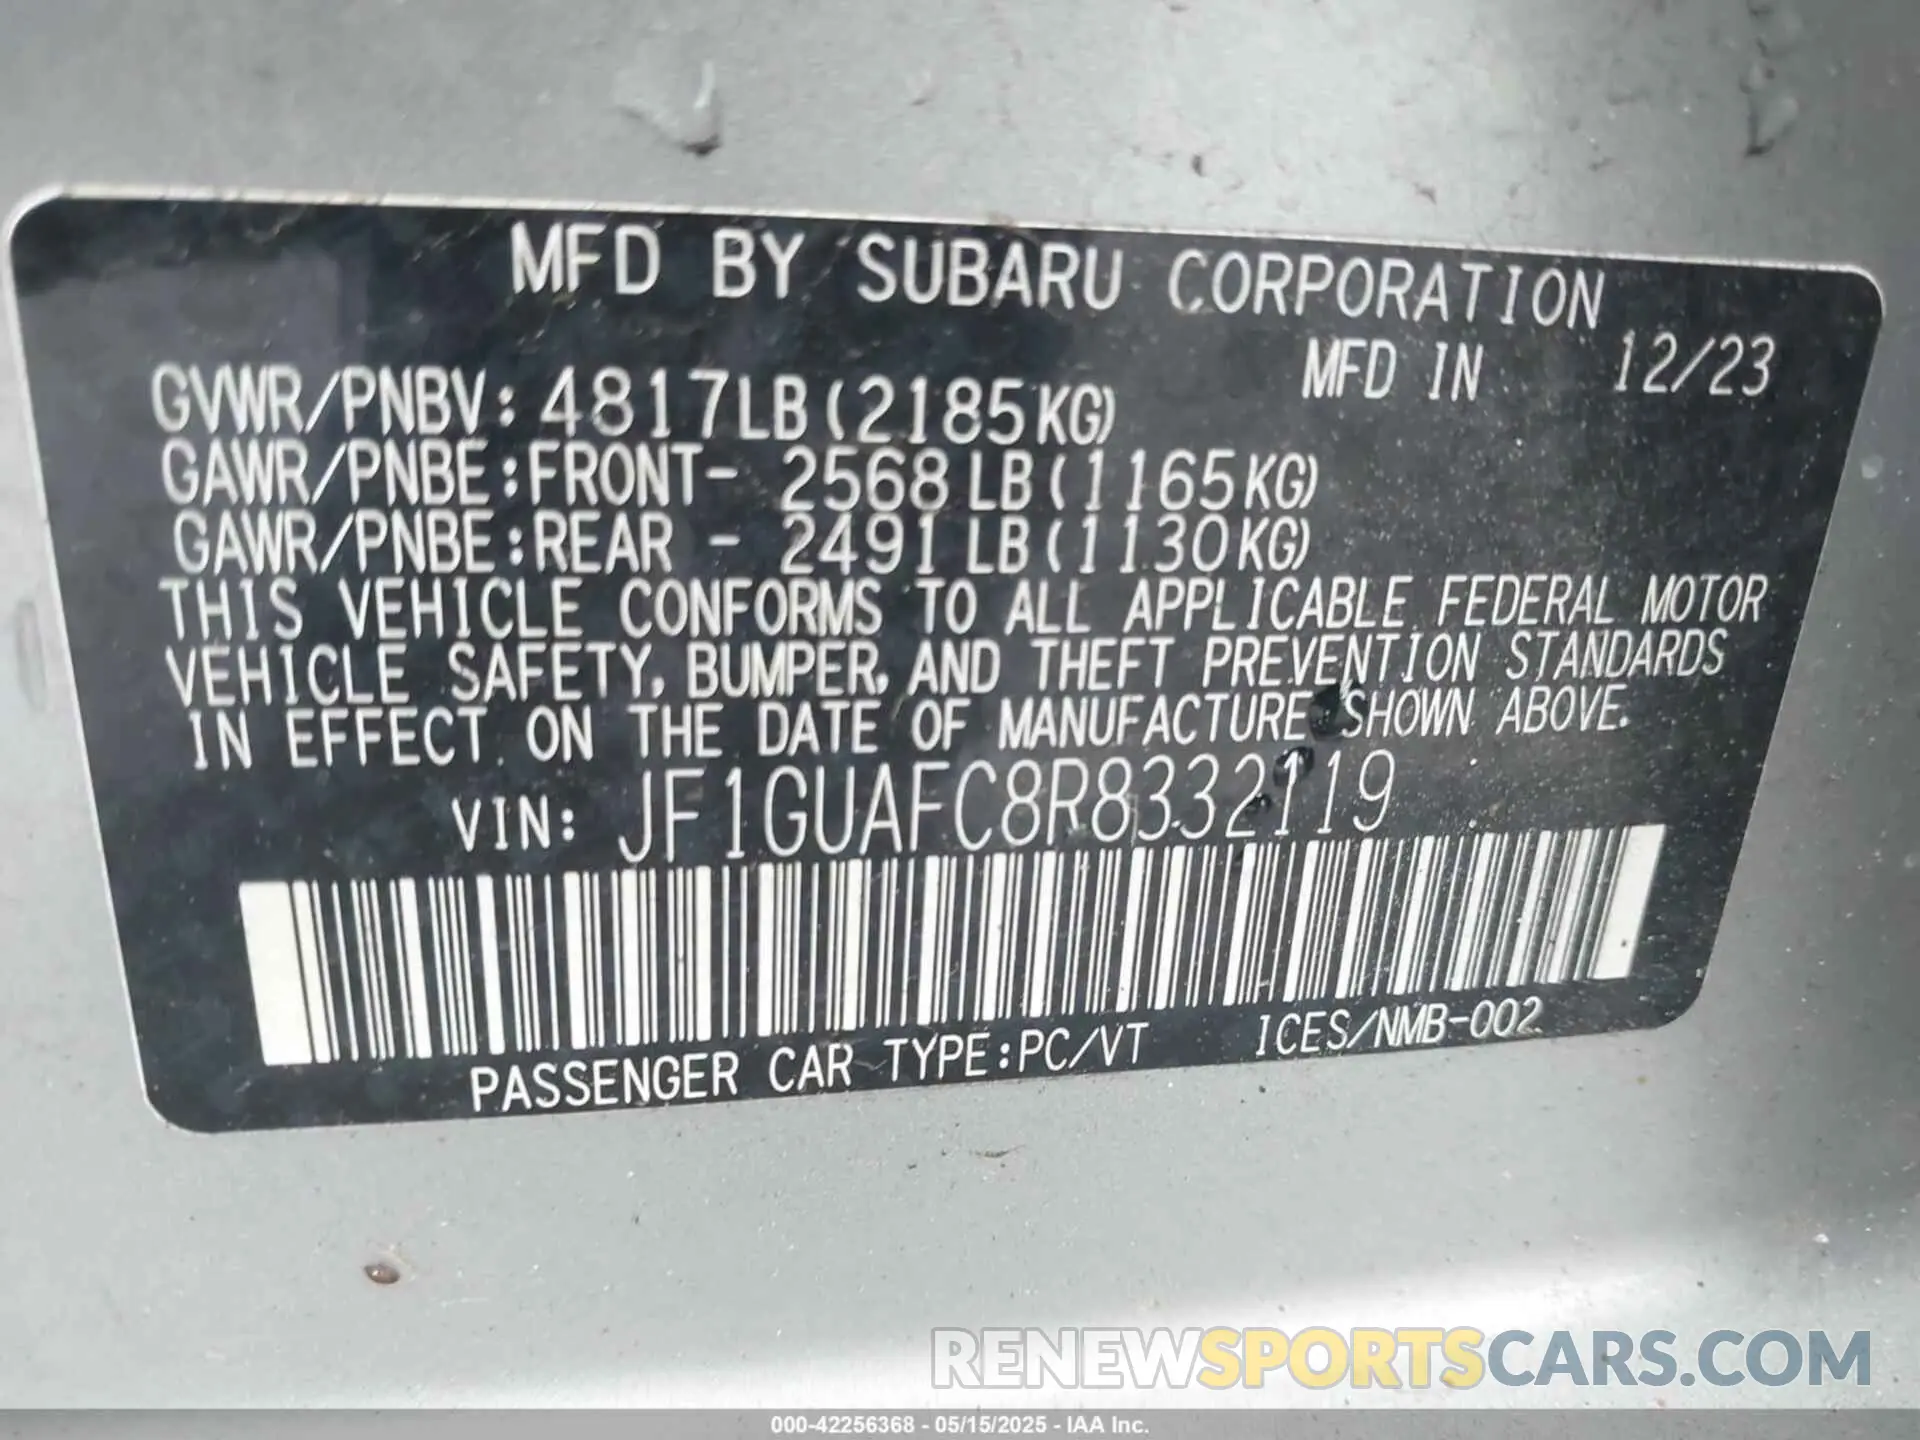 MFD BY SUBARU CORPORATION
MFD IN 12/23
GVWR/PNBV: 4817LB(2185KG)
GAWR/PNBE:FRONT- 2568LB(1165KG)
GAWR/PNBE:REAR - 2491LB(1130KG)
THIS VEHICLE CONFORMS TO ALL APPLICABLE FEDERAL MOTOR
VEHICLE SAFETY, BUMPER, AND THEFT PREVENTION STANDARDS
IN EFFECT ON THE DATE OF MANUFACTURE SHOWN ABOVE.
VIN: JF1GUAFC8R8332119
PASSENGER CAR TYPE:PC/VT ICES/NMB-002
RENEWSPORTSCARS.COM
000-42256368 - 05/15/2025 - IAA Inc.